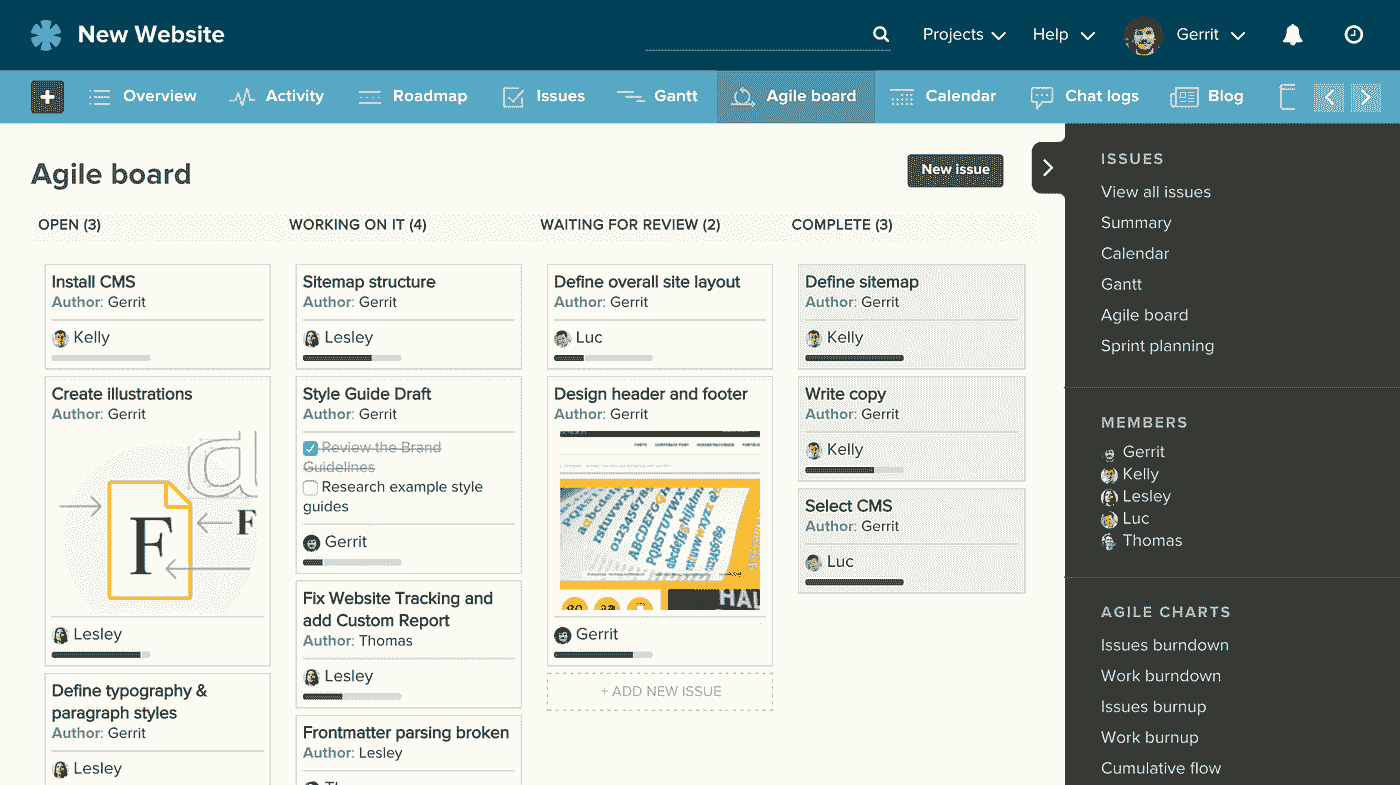 New Website
Projects
Help
Gerrit
Overview
Activity
Roadmap
Issues
Gantt
Agile board
Calendar
Chat logs
Blog
Agile board
New issue
OPEN (3)
Install CMS
Author: Gerrit
Kelly
Create illustrations
Author: Gerrit
a
F
F
Lesley
Define typography &
paragraph styles
Author: Gerrit
Lesley
WORKING ON IT (4)
Sitemap structure
Author: Gerrit
Lesley
Style Guide Draft
Author: Gerrit
Review the Brand
Guidelines
Research example style
guides
Gerrit
Fix Website Tracking and
add Custom Report
Author: Thomas
Lesley
Frontmatter parsing broken
Author: Lesley
WAITING FOR REVIEW (2)
Define overall site layout
Author: Gerrit
Luc
Design header and footer
Author: Gerrit
Gerrit
+ ADD NEW ISSUE
COMPLETE (3)
Define sitemap
Author: Gerrit
Kelly
Write copy
Author: Gerrit
Kelly
Select CMS
Author: Gerrit
Luc
ISSUES
View all issues
Summary
Calendar
Gantt
Agile board
Sprint planning
MEMBERS
Gerrit
Kelly
Lesley
Luc
Thomas
AGILE CHARTS
Issues burndown
Work burndown
Issues burnup
Work burnup
Cumulative flow